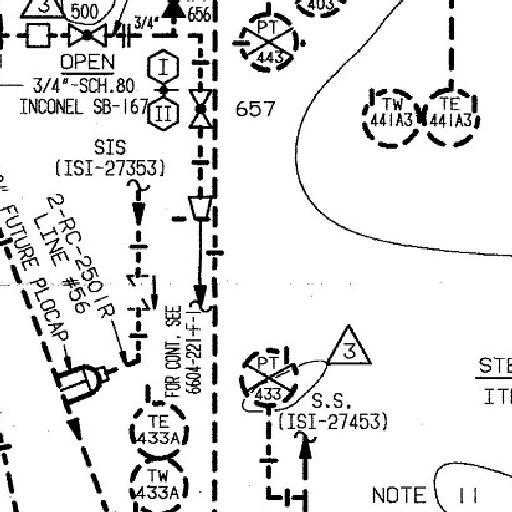 3
500
3/4"
656
403
PT
443
OPEN
I
3/4"-SCH.80
INCONEL SB-167
II
657
TW
441A3
TE
441A3
SIS
(ISI-27353)
2-RC-2501R
LINE #56
FUTURE PLOCAP
FOR CONT. SEE
6604-221-F-1
PT
433
3
S.S.
(ISI-27453)
STE
ITE
TE
433A
TW
433A
NOTE 11